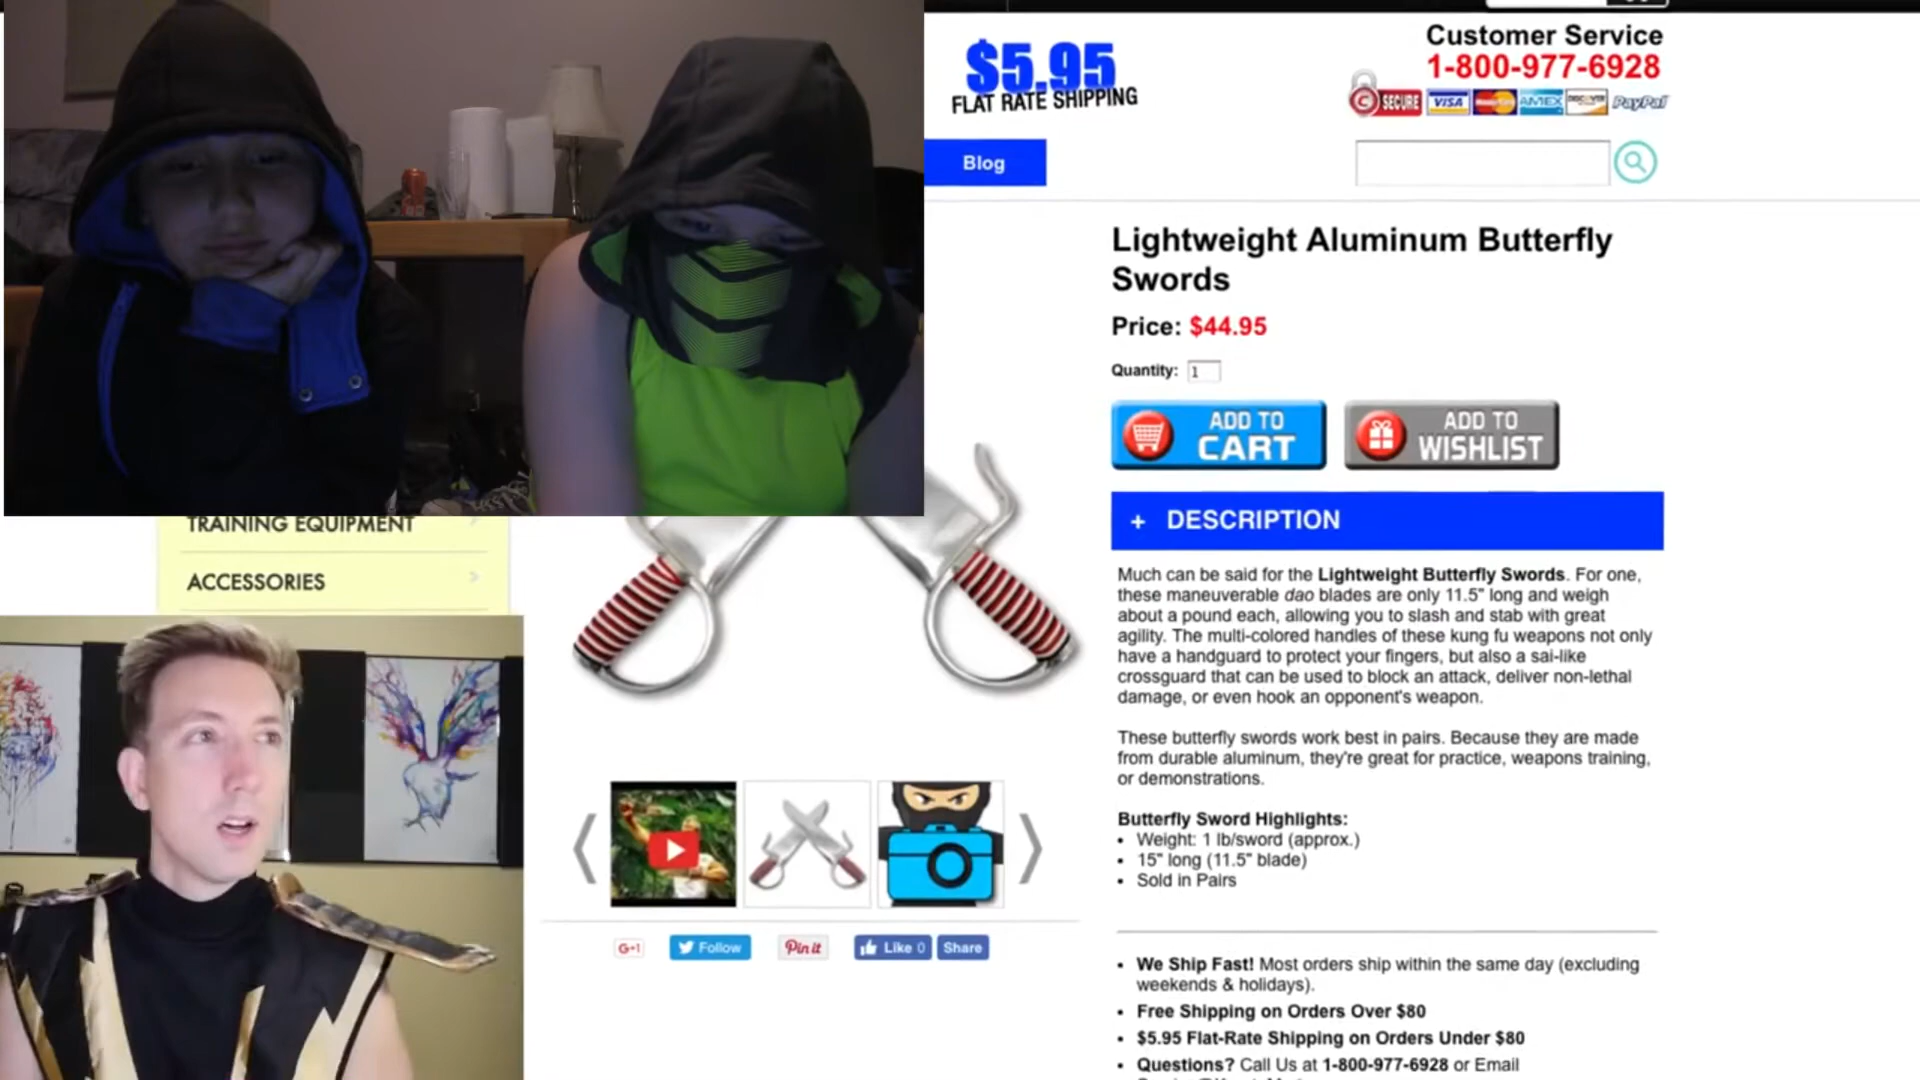 $5.95
FLAT RATE SHIPPING
Customer Service
1-800-977-6928
SECURE VISA MasterCard AMEX DISCOVER PayPal
Blog
Lightweight Aluminum Butterfly
Swords
Price: $44.95
Quantity: 1
ADD TO
CART
ADD TO
WISHLIST
+ DESCRIPTION
TRAINING EQUIPMENT
ACCESSORIES
Much can be said for the Lightweight Butterfly Swords. For one,
these maneuverable dao blades are only 11.5" long and weigh
about a pound each, allowing you to slash and stab with great
agility. The multi-colored handles of these kung fu weapons not only
have a handguard to protect your fingers, but also a sai-like
crossguard that can be used to block an attack, deliver non-lethal
damage, or even hook an opponent's weapon.
These butterfly swords work best in pairs. Because they are made
from durable aluminum, they're great for practice, weapons training,
or demonstrations.
Butterfly Sword Highlights:
• Weight: 1 lb/sword (approx.)
• 15" long (11.5" blade)
• Sold in Pairs
G+1
Follow
Pin it
Like 0
Share
• We Ship Fast! Most orders ship within the same day (excluding
weekends & holidays).
• Free Shipping on Orders Over $80
• $5.95 Flat-Rate Shipping on Orders Under $80
• Questions? Call Us at 1-800-977-6928 or Email